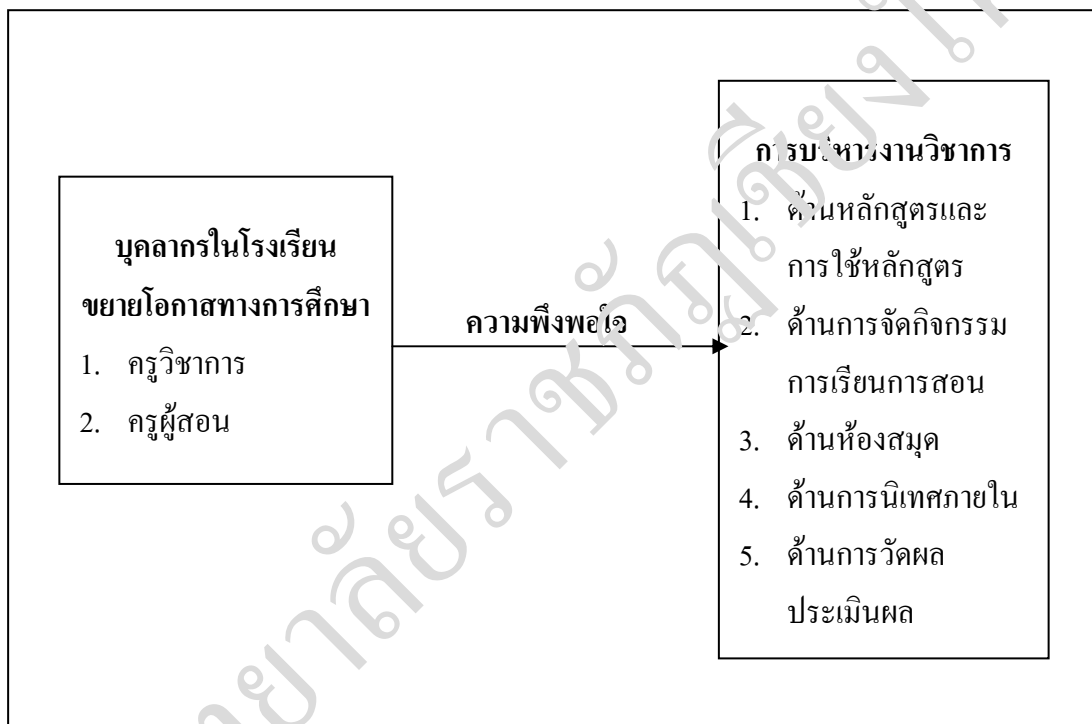 บุคลากรในโรงเรียน
ขยายโอกาสทางการศึกษา
1. ครูวิชาการ
2. ครูผู้สอน
ความพึงพอใจ
การบริหารงานวิชาการ
1. ด้านหลักสูตรและ
การใช้หลักสูตร
2. ด้านการจัดกิจกรรม
การเรียนการสอน
3. ด้านห้องสมุด
4. ด้านการนิเทศภายใน
5. ด้านการวัดผล
ประเมินผล